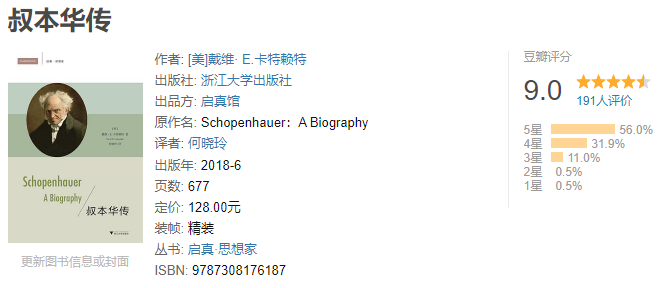 叔本华传
作者: [美]戴维· E.卡特赖特
出版社: 浙江大学出版社
出品方: 启真馆
原作名: Schopenhauer：A Biography
译者: 何晓玲
出版年: 2018-6
页数: 677
定价: 128.00元
装帧: 精装
丛书: 启真·思想家
ISBN: 9787308176187
Schopenhauer
A Biography
叔本华传
更新图书信息或封面
豆瓣评分
9.0
191人评价
5星 56.0%
4星 31.9%
3星 11.0%
2星 0.5%
1星 0.5%